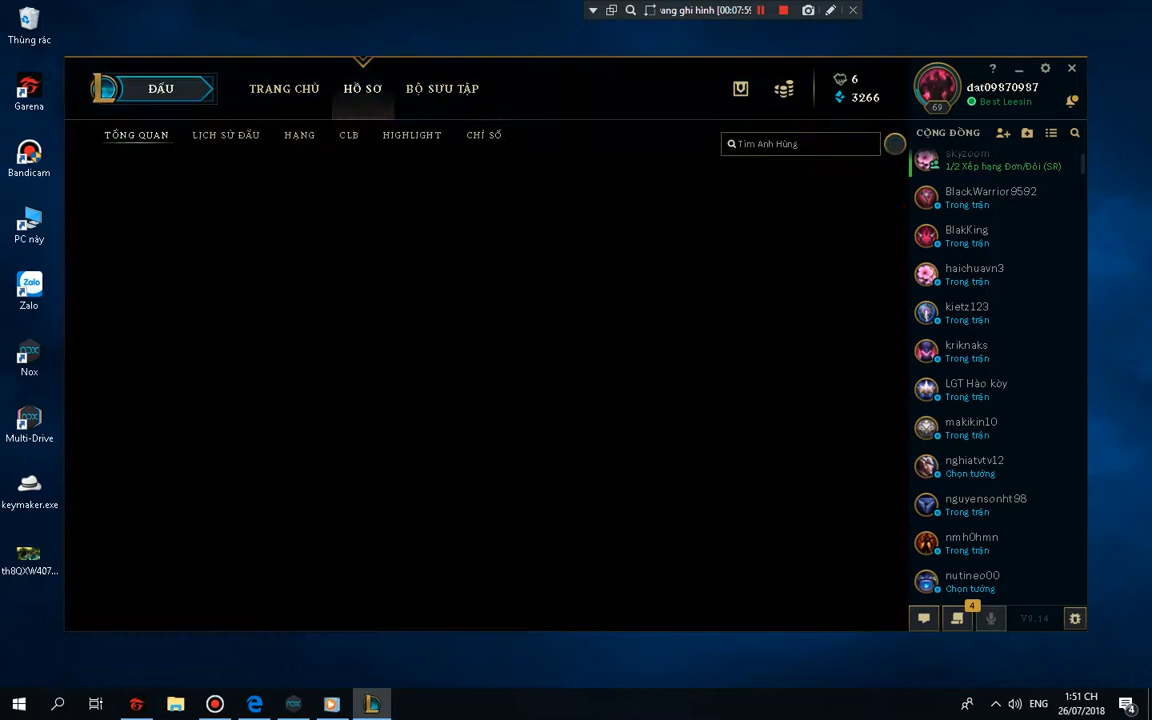 Thùng rác
Garena
Bandicam
PC này
Zalo
Zalo
Nox
nox
Multi-Drive
nox
keymaker.exe
th8QXW407...
ang ghi hình [00:07:59
ĐẤU
TRANG CHỦ
HỒ SƠ
BỘ SƯU TẬP
6
3266
69
?
dat09870987
Best Leesin
TỔNG QUAN
LỊCH SỬ ĐẤU
HẠNG
CLB
HIGHLIGHT
CHỈ SỐ
Tìm Anh Hùng
CỘNG ĐỒNG
skyzoom
1/2 Xếp hạng Đơn/Đôi (SR)
BlackWarrior9592
Trong trận
BlakKing
Trong trận
haichuavn3
Trong trận
kietz123
Trong trận
kriknaks
Trong trận
LGT Hào kòy
Trong trận
makikin10
Trong trận
nghiatvtv12
Chọn tướng
nguyensonht98
Trong trận
nmh0hmn
Trong trận
nutineo00
Chọn tướng
4
V8.14
ENG
1:51 CH
26/07/2018
4